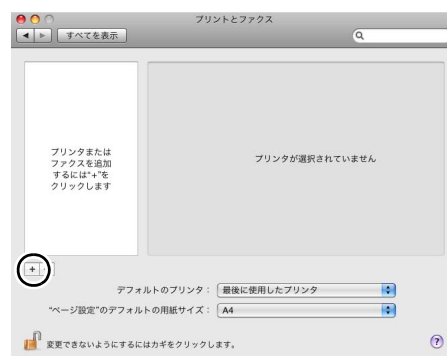 プリントとファクス
すべてを表示
プリンタまたは
ファクスを追加
するには“+”を
クリックします
プリンタが選択されていません
+ -
デフォルトのプリンタ： 最後に使用したプリンタ
“ページ設定”のデフォルトの用紙サイズ： A4
変更できないようにするにはカギをクリックします。
?